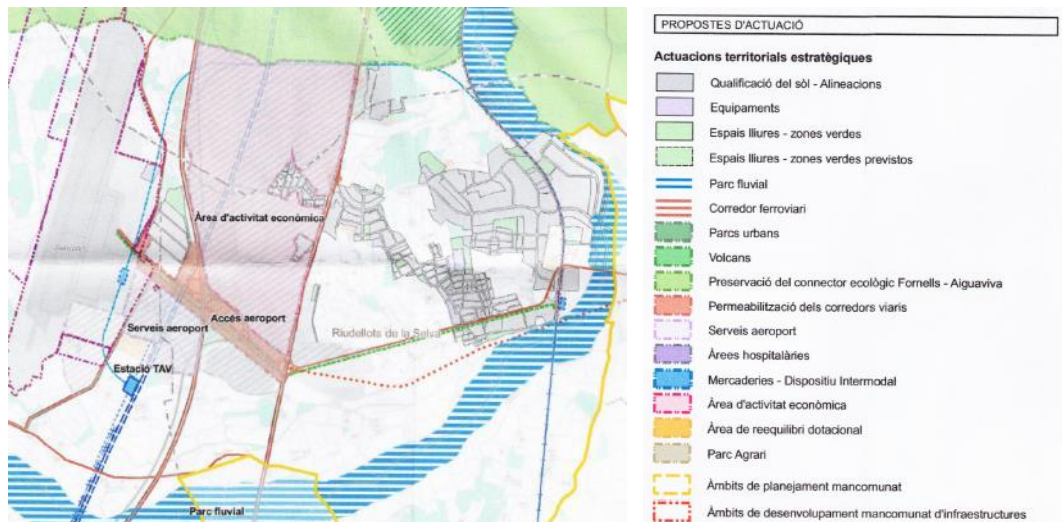 Àrea d'activitat econòmica
Serveis aeroport
Accés aeroport
Riudellots de la Selva
Estació TAV
Parc fluvial
PROPOSTES D'ACTUACIÓ
Actuacions territorials estratègiques
Qualificació del sòl - Alineacions
Equipaments
Espais lliures - zones verdes
Espais lliures - zones verdes previstos
Parc fluvial
Corredor ferroviari
Parcs urbans
Volcans
Preservació del connector ecològic Fornells - Aiguaviva
Permeabilització dels corredors viaris
Serveis aeroport
Àrees hospitalàries
Mercaderies - Dispositiu Intermodal
Àrea d'activitat econòmica
Àrea de reequilibri dotacional
Parc Agrari
Àmbits de planejament mancomunat
Àmbits de desenvolupament mancomunat d'infraestructures